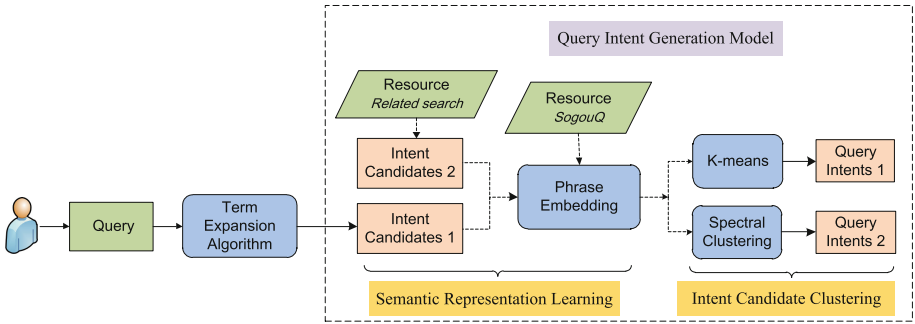 Query Intent Generation Model
Resource
Related search
Resource
SogouQ
Intent
Candidates 2
Intent
Candidates 1
Query
Term
Expansion
Algorithm
Phrase
Embedding
K-means
Query
Intents 1
Spectral
Clustering
Query
Intents 2
Semantic Representation Learning
Intent Candidate Clustering